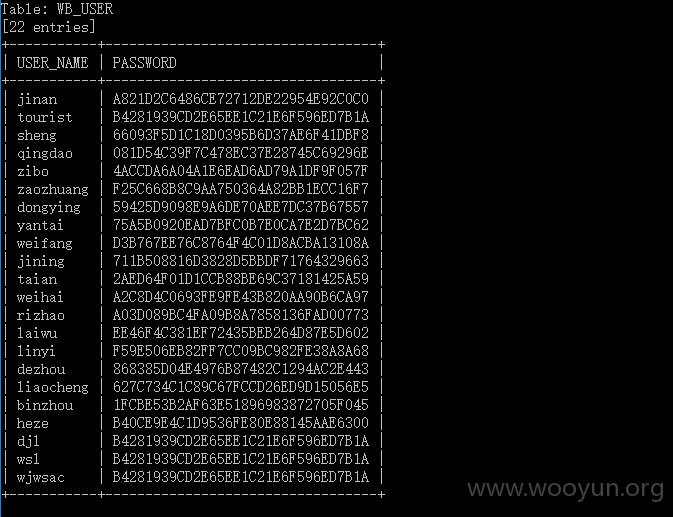 Table: WB_USER
[22 entries]
+-----------+----------------------------------+
| USER_NAME | PASSWORD                         |
+-----------+----------------------------------+
| jinan     | A821D2C6486CE72712DE22954E92C0C0 |
| tourist   | B4281939CD2E65EE1C21E6F596ED7B1A |
| sheng     | 66093F5D1C18D0395B6D37AE6F41DBF8 |
| qingdao   | 081D54C39F7C478EC37E28745C69296E |
| zibo      | 4ACCDA6A04A1E6EAD6AD79A1DF9F057F |
| zaozhuang | F25C668B8C9AA750364A82BB1ECC16F7 |
| dongying  | 59425D9098E9A6DE70AEE7DC37B67557 |
| yantai    | 75A5B0920EAD7BFC0B7E0CA7E2D7BC62 |
| weifang   | D3B767EE76C8764F4C01D8ACBA13108A |
| jining    | 711B508816D3828D5BBDF71764329663 |
| taian     | 2AED64F01D1CCB88BE69C37181425A59 |
| weihai    | A2C8D4C0693FE9FE43B820AA90B6CA97 |
| rizhao    | A03D089BC4FA09B8A7858136FAD00773 |
| laiwu     | EE46F4C381EF72435BEB264D87E5D602 |
| linyi     | F59E506EB82FF7CC09BC982FE38A8A68 |
| dezhou    | 868385D04E4976B87482C1294AC2E443 |
| liaocheng | 627C734C1C89C67FCCD26ED9D15056E5 |
| binzhou   | 1FCBE53B2AF63E51896983872705F045 |
| heze      | B40CE9E4C1D9536FE80E88145AAE6300 |
| djl       | B4281939CD2E65EE1C21E6F596ED7B1A |
| wsl       | B4281939CD2E65EE1C21E6F596ED7B1A |
| wjwsac    | B4281939CD2E65EE1C21E6F596ED7B1A |
+-----------+----------------------------------+
www.wooyun.org